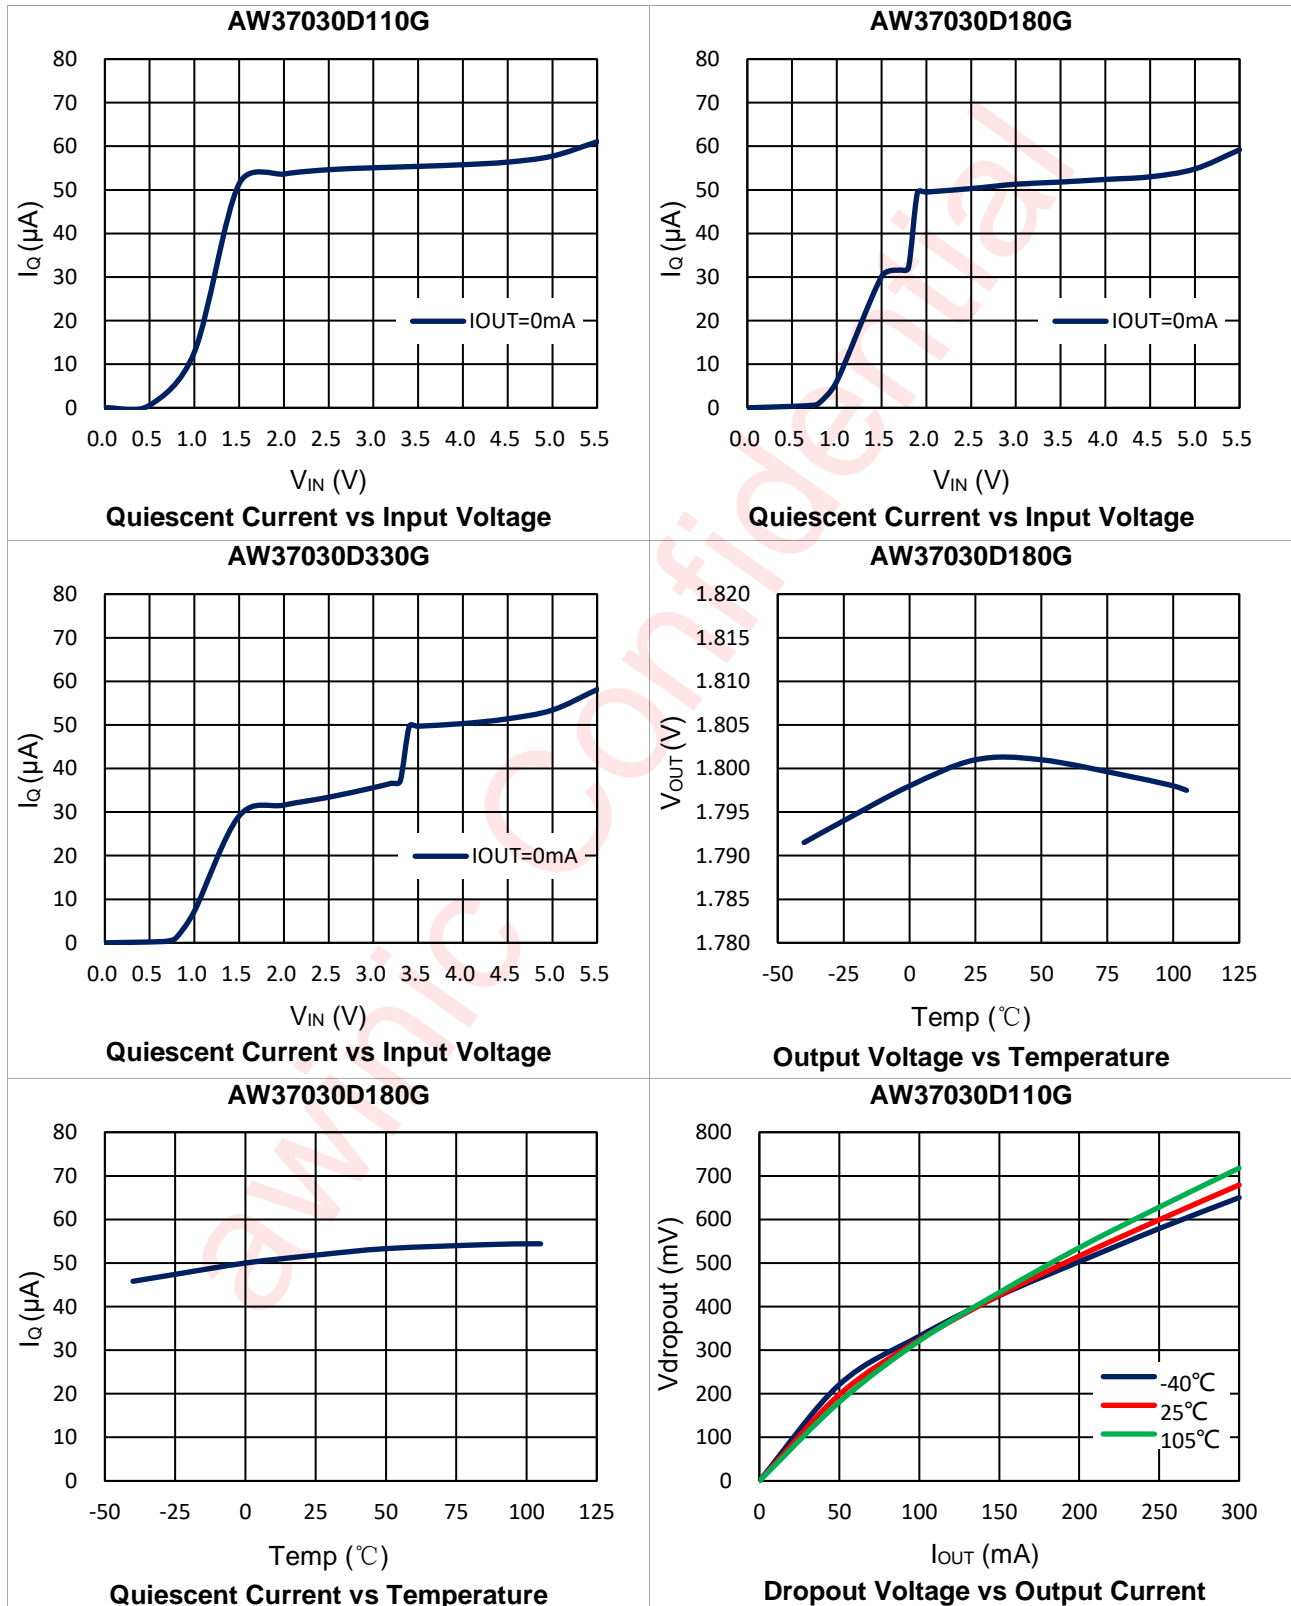 AW37030D110G
80
70
60
50
40
30
20
10
0
IQ (µA)
IOUT=0mA
0.0 0.5 1.0 1.5 2.0 2.5 3.0 3.5 4.0 4.5 5.0 5.5
VIN (V)
Quiescent Current vs Input Voltage
AW37030D180G
80
70
60
50
40
30
20
10
0
IQ (µA)
IOUT=0mA
0.0 0.5 1.0 1.5 2.0 2.5 3.0 3.5 4.0 4.5 5.0 5.5
VIN (V)
Quiescent Current vs Input Voltage
AW37030D330G
80
70
60
50
40
30
20
10
0
IQ (µA)
IOUT=0mA
0.0 0.5 1.0 1.5 2.0 2.5 3.0 3.5 4.0 4.5 5.0 5.5
VIN (V)
Quiescent Current vs Input Voltage
AW37030D180G
1.820
1.815
1.810
1.805
1.800
1.795
1.790
1.785
1.780
VOUT (V)
-50 -25 0 25 50 75 100 125
Temp (℃)
Output Voltage vs Temperature
AW37030D180G
80
70
60
50
40
30
20
10
0
IQ (µA)
-50 -25 0 25 50 75 100 125
Temp (℃)
Quiescent Current vs Temperature
AW37030D110G
800
700
600
500
400
300
200
100
0
Vdropout (mV)
-40℃
25℃
105℃
0 50 100 150 200 250 300
IOUT (mA)
Dropout Voltage vs Output Current
awinic Confidential